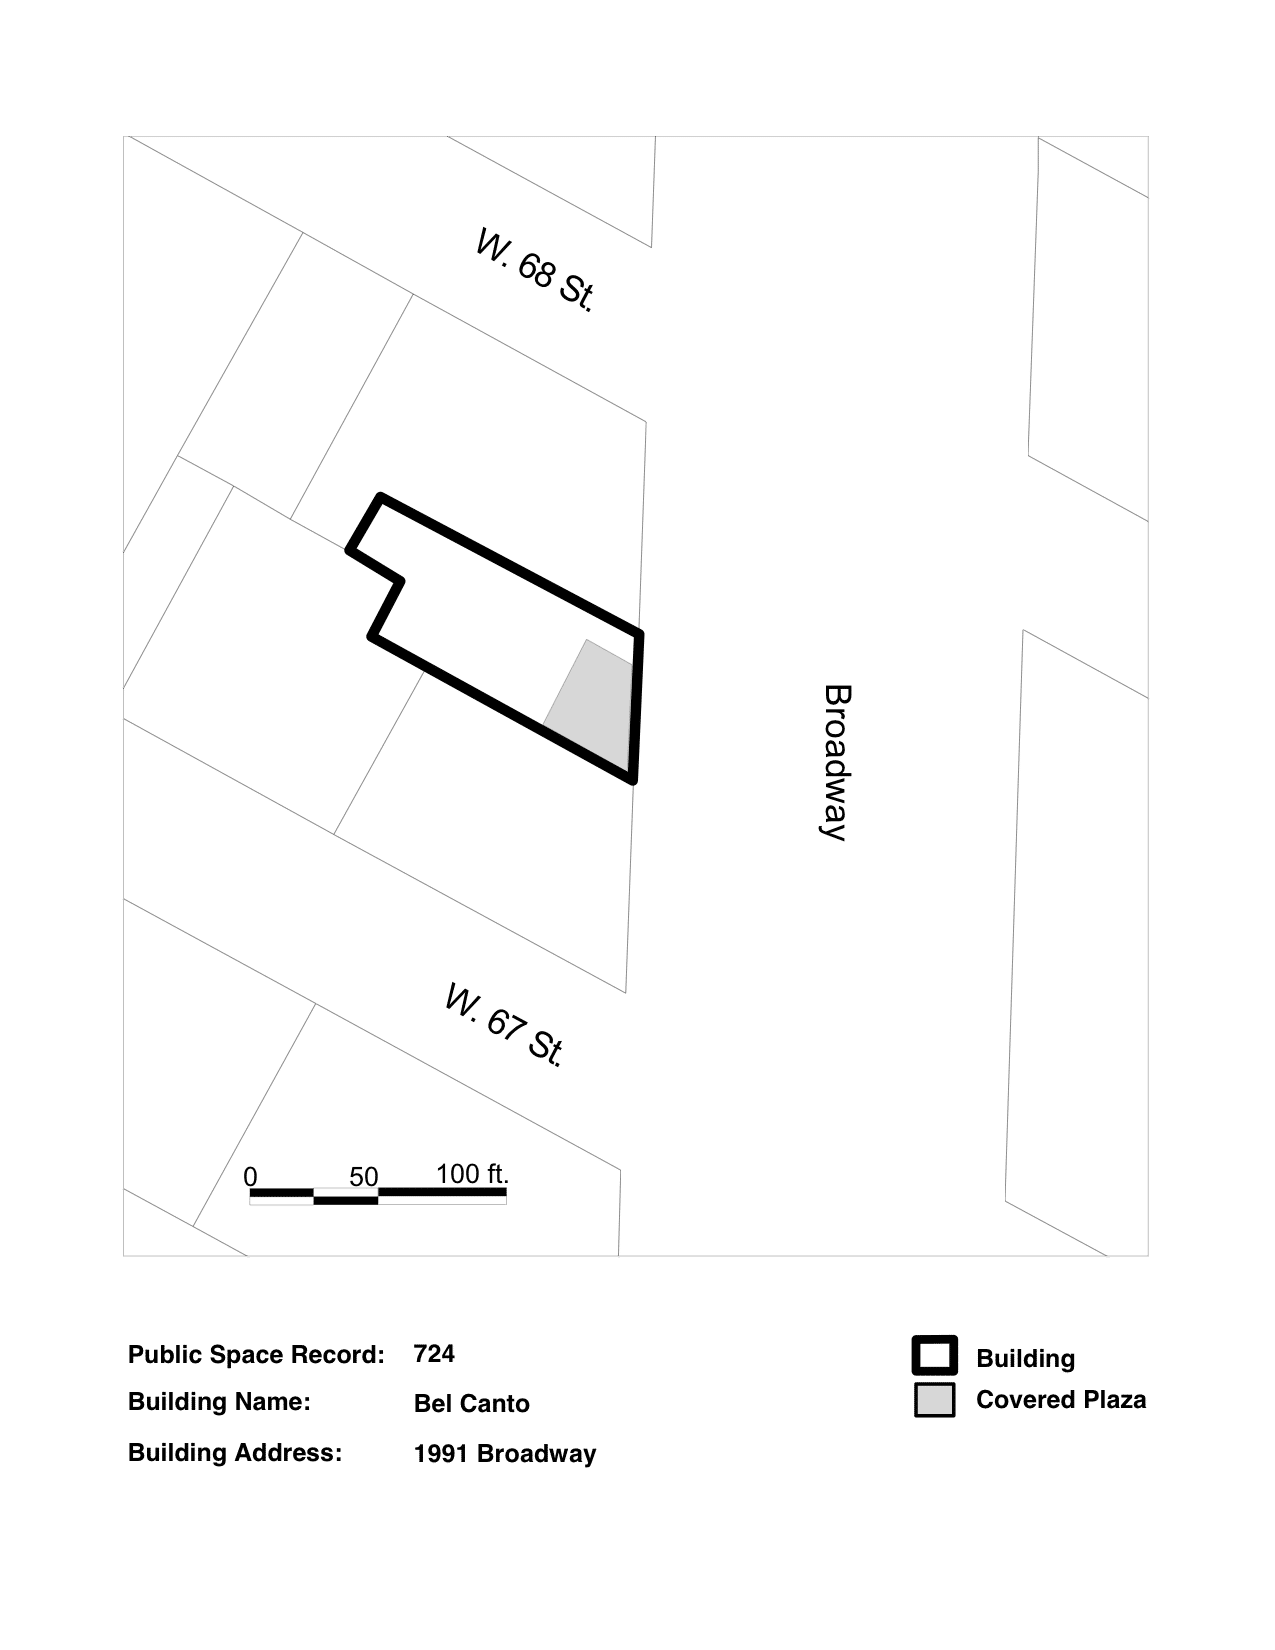 W. 68 St.
Broadway
W. 67 St.
0 50 100 ft.
Public Space Record: 724
Building Name: Bel Canto
Building Address: 1991 Broadway
Building
Covered Plaza